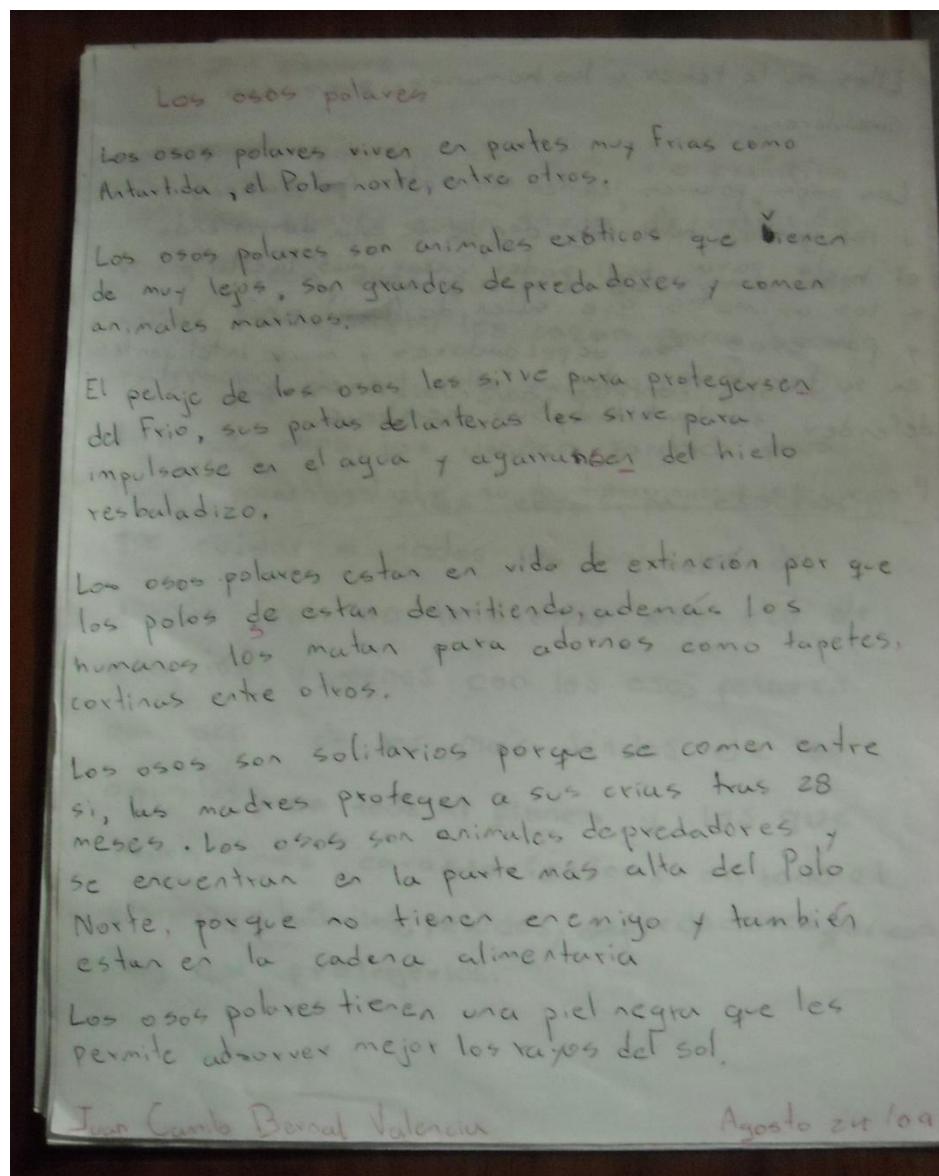 Los osos polares
Los osos polares viven en partes muy frias como
Antartida, el Polo norte, entre otros.
Los osos polares son animales exóticos que vienen
de muy lejos, son grandes depredadores y comen
animales marinos.
El pelaje de los osos les sirve para protegersen
del frio, sus patas delanteras les sirve para
impulsarse en el agua y agarrarsen del hielo
resbaladizo.
Los osos polares estan en vida de extinción por que
los polos se estan derritiendo, además los
humanos los matan para adornos como tapetes,
cortinas entre otros.
Los osos son solitarios porque se comen entre
si, las madres protegen a sus crias tras 28
meses. Los osos son animales depredadores y
se encuentran en la parte más alta del Polo
Norte, porque no tienen enemigo y también
estan en la cadena alimentaria
Los osos polares tienen una piel negra que les
permite adsorver mejor los rayos del sol.
Juan Camilo Bernal Valencia Agosto 24/09